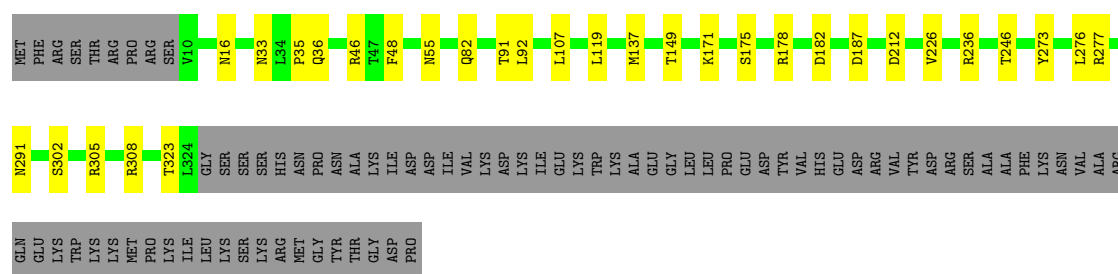 MET PHE ARG SER THR ARG PRO ARG SER V10 N16 N33 L34 P35 Q36 R46 T47 F48 N55 Q82 T91 L92 L107 L119 M137 T149 K171 S175 R178 D182 D187 D212 V226 R236 T246 Y273 L276 R277
N291 S302 R305 R308 T323 L324 GLY SER SER SER HIS ASN PRO ASN ALA LYS ILE ASP ASP ILE VAL LYS ASP LYS ILE GLU LYS TRP LYS ALA GLU GLY LEU LEU PRO GLU ASP TYR VAL HIS GLU ASP ARG VAL TYR ASP ARG SER ALA ALA PHE LYS ASN VAL ALA ARG
GLN GLU LYS TRP LYS LYS MET PRO LYS ILE LEU LYS SER LYS ARG MET GLY TYR THR GLY ASP PRO